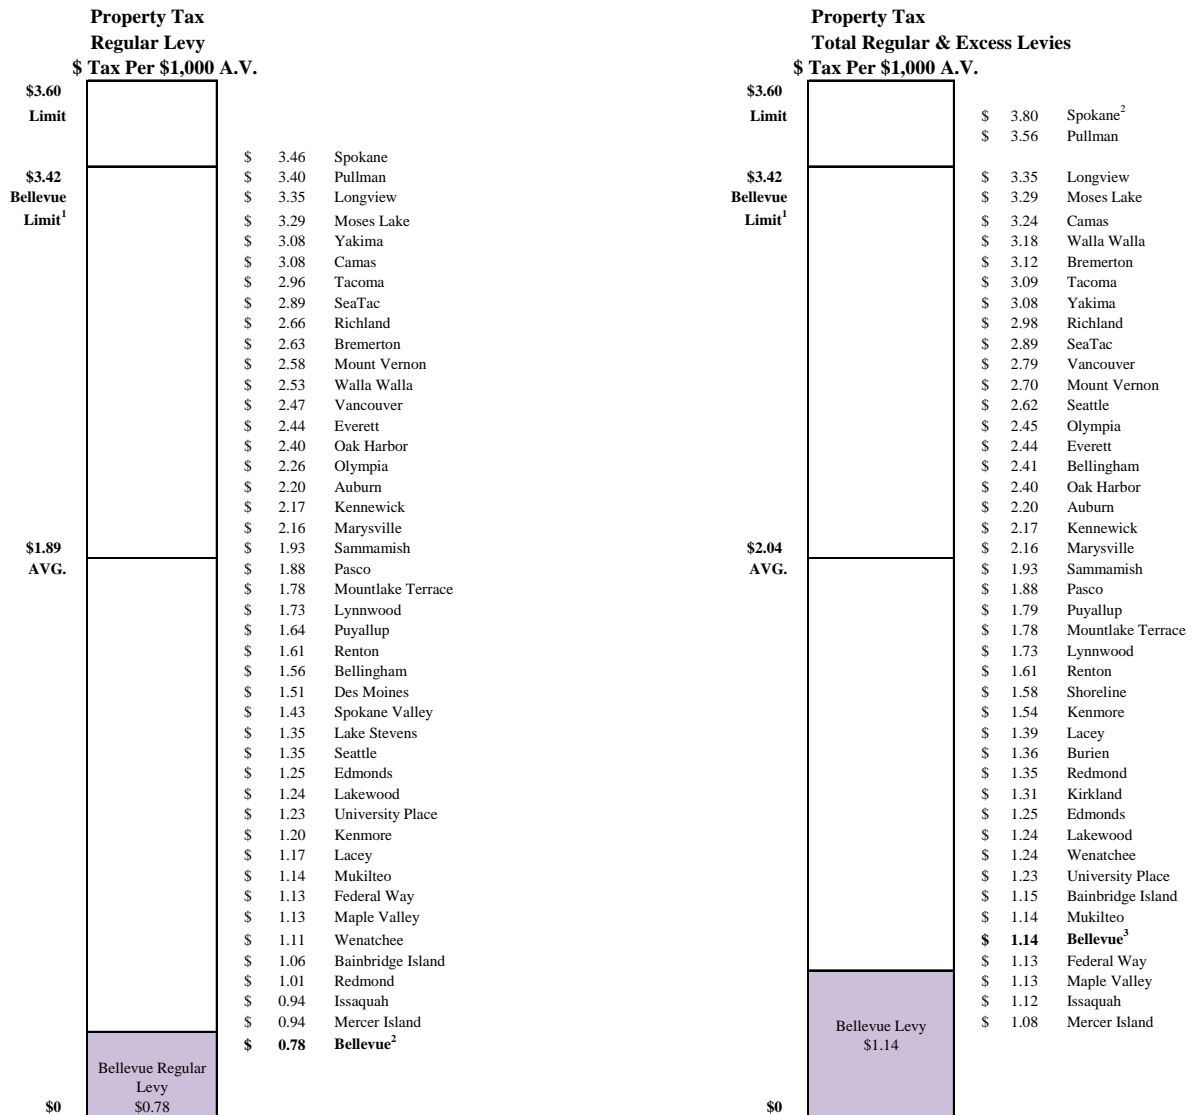 Property Tax
Regular Levy
$ Tax Per $1,000 A.V.
$3.60
Limit
$3.42
Bellevue
Limit1
$1.89
AVG.
$0
$ 3.46 Spokane
$ 3.40 Pullman
$ 3.35 Longview
$ 3.29 Moses Lake
$ 3.08 Yakima
$ 3.08 Camas
$ 2.96 Tacoma
$ 2.89 SeaTac
$ 2.66 Richland
$ 2.63 Bremerton
$ 2.58 Mount Vernon
$ 2.53 Walla Walla
$ 2.47 Vancouver
$ 2.44 Everett
$ 2.40 Oak Harbor
$ 2.26 Olympia
$ 2.20 Auburn
$ 2.17 Kennewick
$ 2.16 Marysville
$ 1.93 Sammamish
$ 1.88 Pasco
$ 1.78 Mountlake Terrace
$ 1.73 Lynnwood
$ 1.64 Puyallup
$ 1.61 Renton
$ 1.56 Bellingham
$ 1.51 Des Moines
$ 1.43 Spokane Valley
$ 1.35 Lake Stevens
$ 1.35 Seattle
$ 1.25 Edmonds
$ 1.24 Lakewood
$ 1.23 University Place
$ 1.20 Kenmore
$ 1.17 Lacey
$ 1.14 Mukilteo
$ 1.13 Federal Way
$ 1.13 Maple Valley
$ 1.11 Wenatchee
$ 1.06 Bainbridge Island
$ 1.01 Redmond
$ 0.94 Issaquah
$ 0.94 Mercer Island
$ 0.78 Bellevue2
Bellevue Regular
Levy
$0.78
Property Tax
Total Regular & Excess Levies
$ Tax Per $1,000 A.V.
$3.60
Limit
$3.42
Bellevue
Limit1
$2.04
AVG.
$0
$ 3.80 Spokane2
$ 3.56 Pullman
$ 3.35 Longview
$ 3.29 Moses Lake
$ 3.24 Camas
$ 3.18 Walla Walla
$ 3.12 Bremerton
$ 3.09 Tacoma
$ 3.08 Yakima
$ 2.98 Richland
$ 2.89 SeaTac
$ 2.79 Vancouver
$ 2.70 Mount Vernon
$ 2.62 Seattle
$ 2.45 Olympia
$ 2.44 Everett
$ 2.41 Bellingham
$ 2.40 Oak Harbor
$ 2.20 Auburn
$ 2.17 Kennewick
$ 2.16 Marysville
$ 1.93 Sammamish
$ 1.88 Pasco
$ 1.79 Puyallup
$ 1.78 Mountlake Terrace
$ 1.73 Lynnwood
$ 1.61 Renton
$ 1.58 Shoreline
$ 1.54 Kenmore
$ 1.39 Lacey
$ 1.36 Burien
$ 1.35 Redmond
$ 1.31 Kirkland
$ 1.25 Edmonds
$ 1.24 Lakewood
$ 1.24 Wenatchee
$ 1.23 University Place
$ 1.15 Bainbridge Island
$ 1.14 Mukilteo
$ 1.14 Bellevue3
$ 1.13 Federal Way
$ 1.13 Maple Valley
$ 1.12 Issaquah
$ 1.08 Mercer Island
Bellevue Levy
$1.14